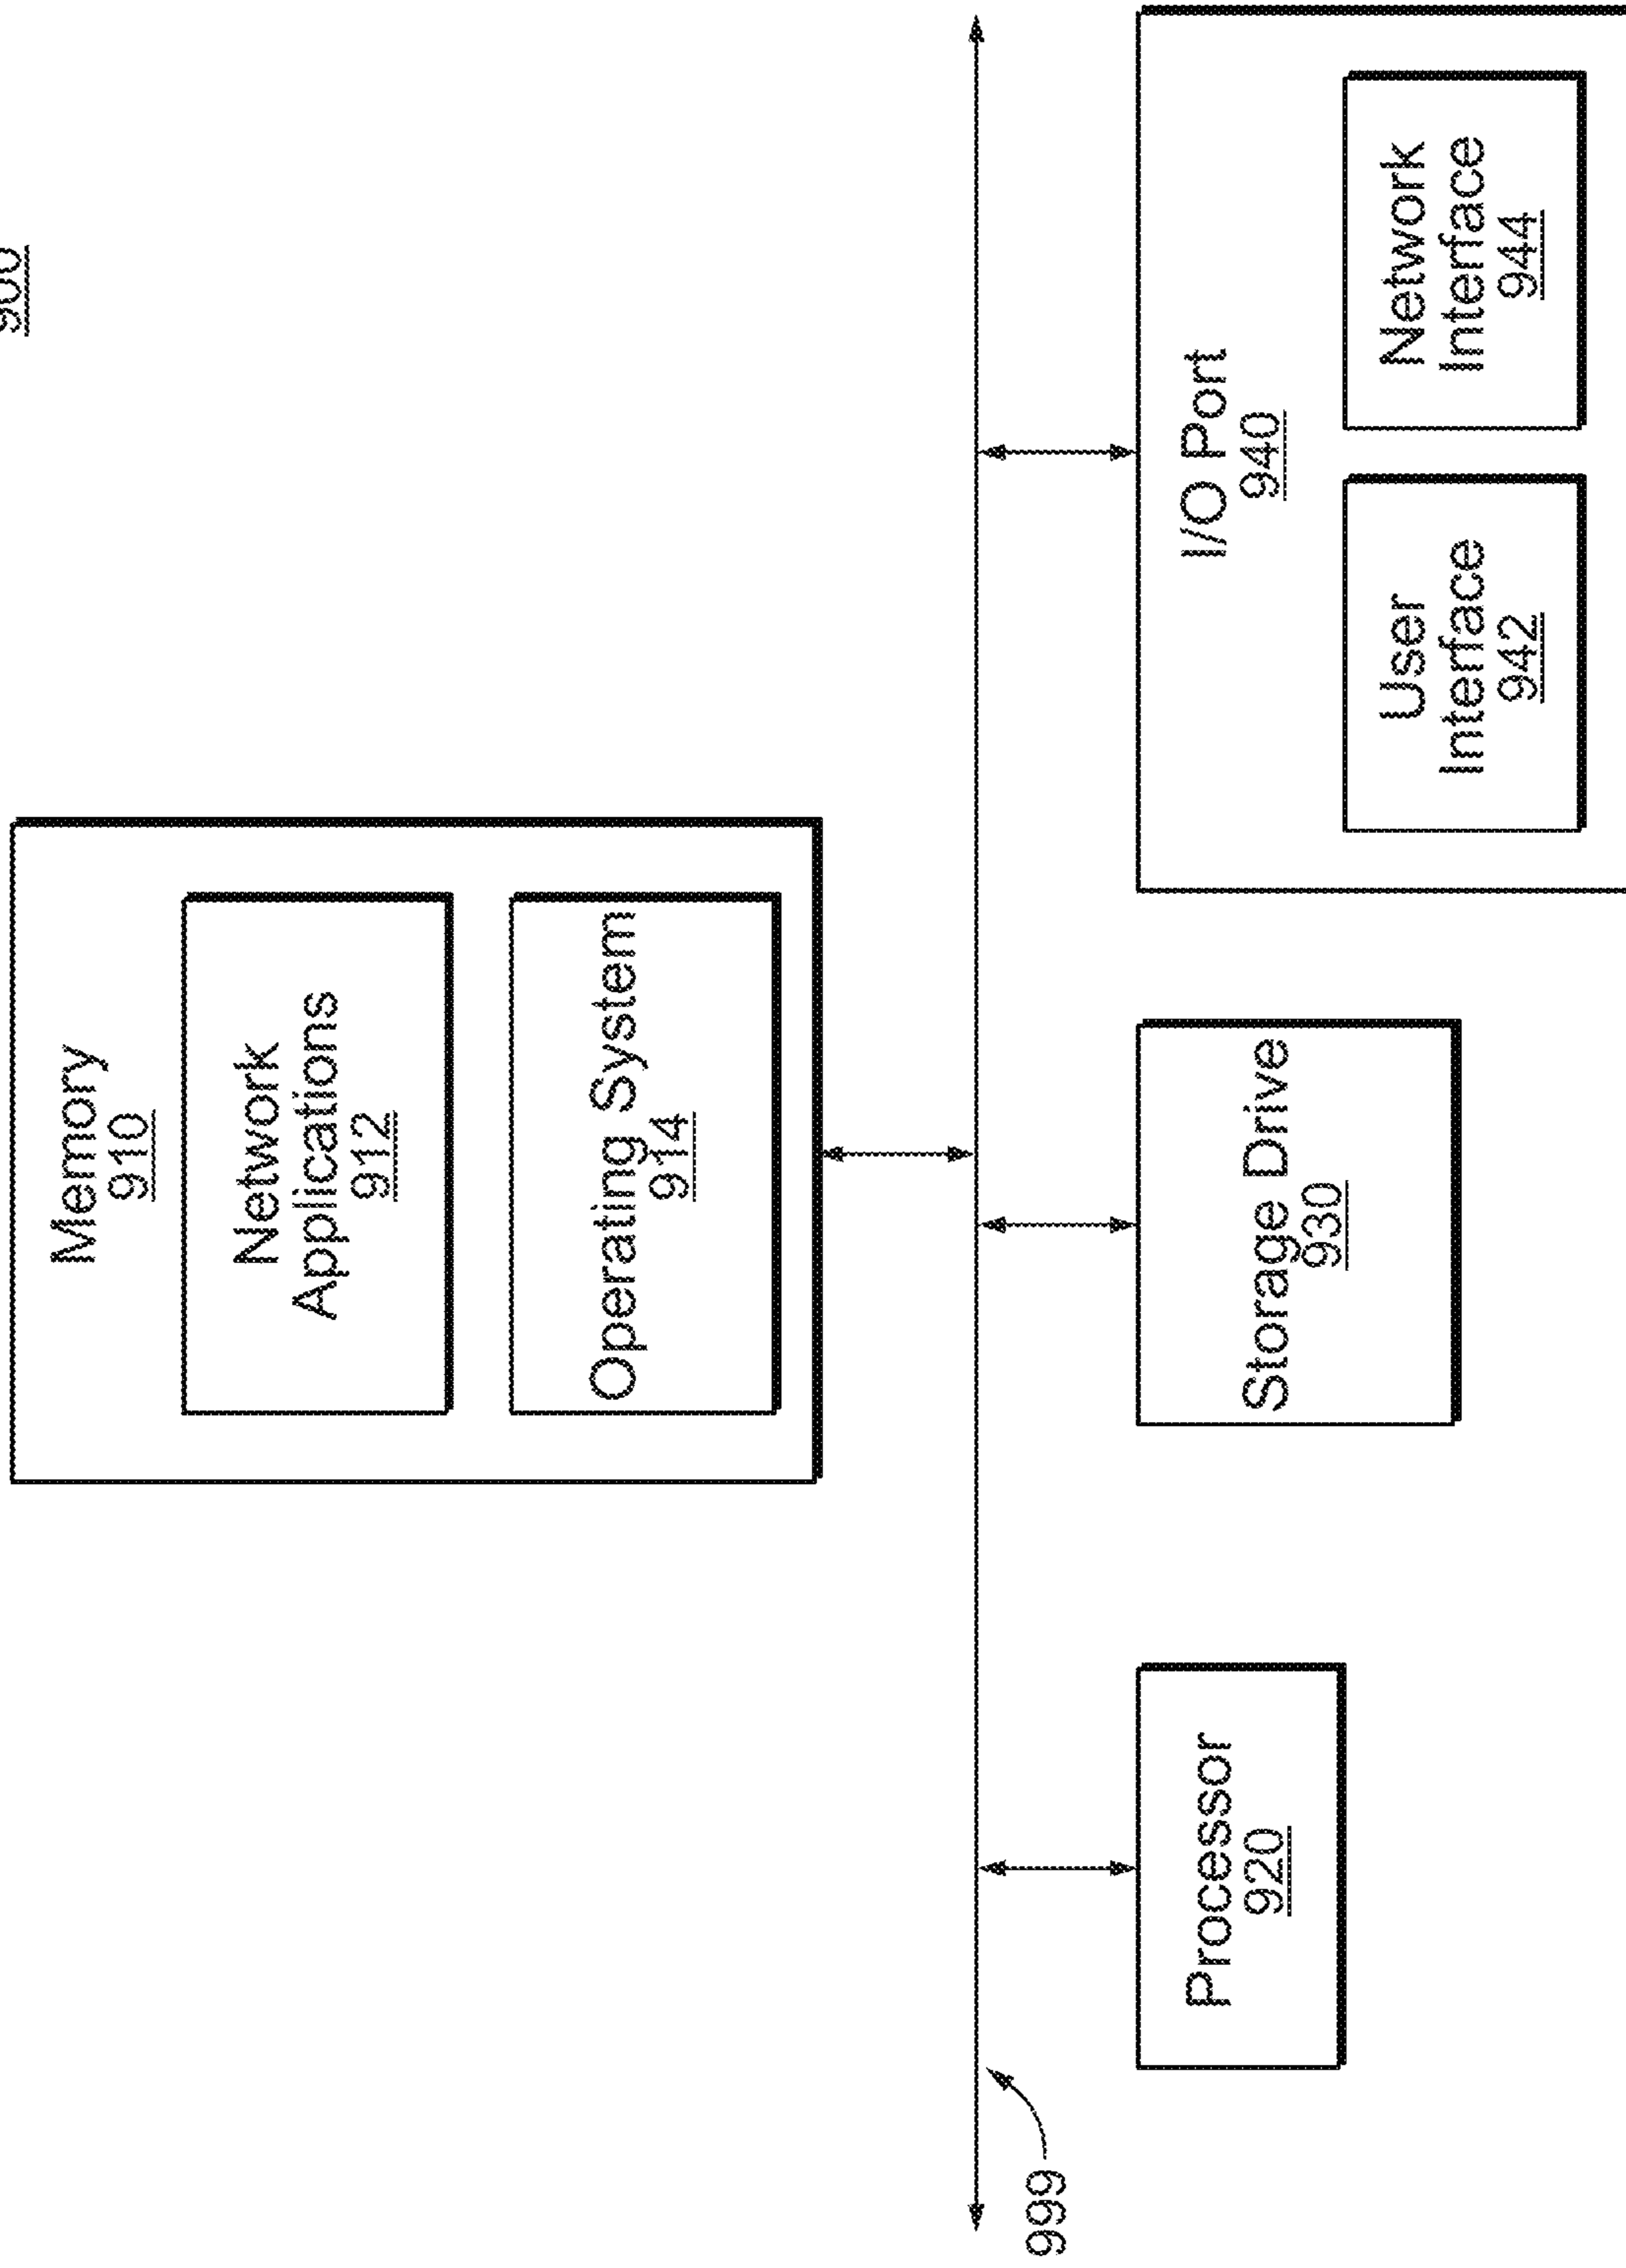 900
Memory
910
Network
Applications
912
Operating System
914
999
Processor
920
Storage Drive
930
I/O Port
940
User
Interface
942
Network
Interface
944